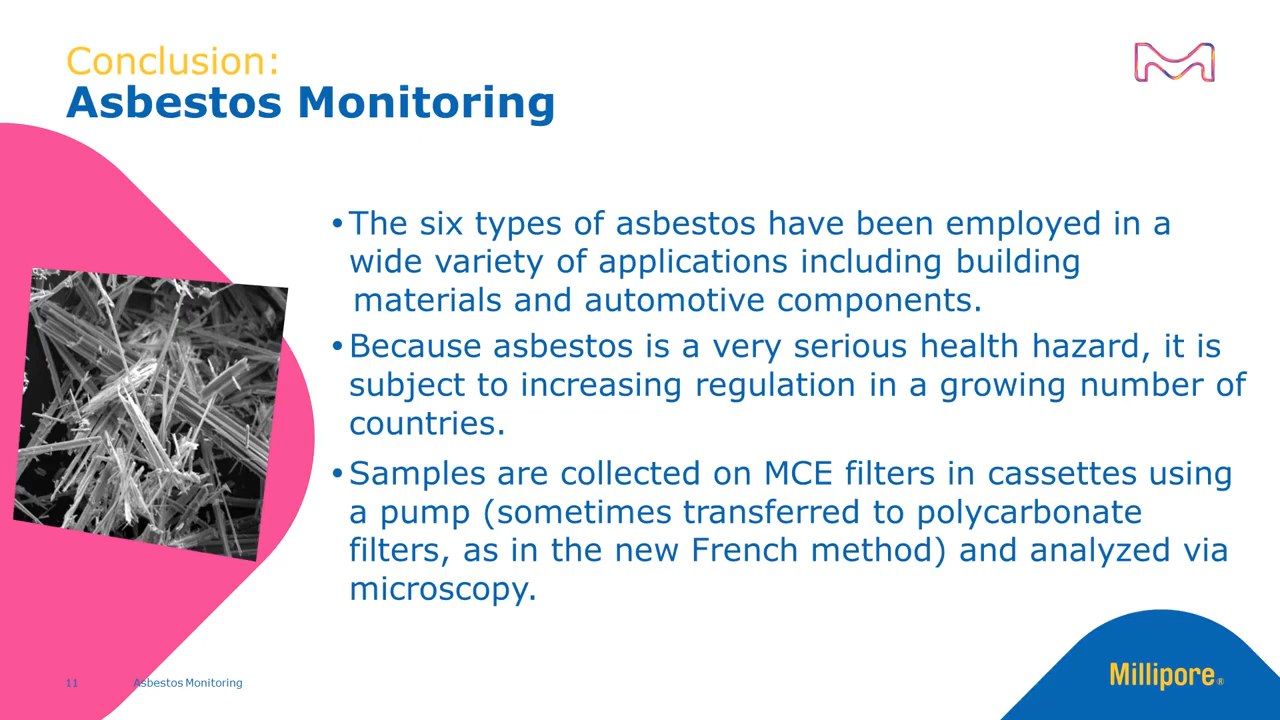 Conclusion:
Asbestos Monitoring
•The six types of asbestos have been employed in a
wide variety of applications including building
materials and automotive components.
•Because asbestos is a very serious health hazard, it is
subject to increasing regulation in a growing number of
countries.
•Samples are collected on MCE filters in cassettes using
a pump (sometimes transferred to polycarbonate
filters, as in the new French method) and analyzed via
microscopy.
11 Asbestos Monitoring
Millipore®